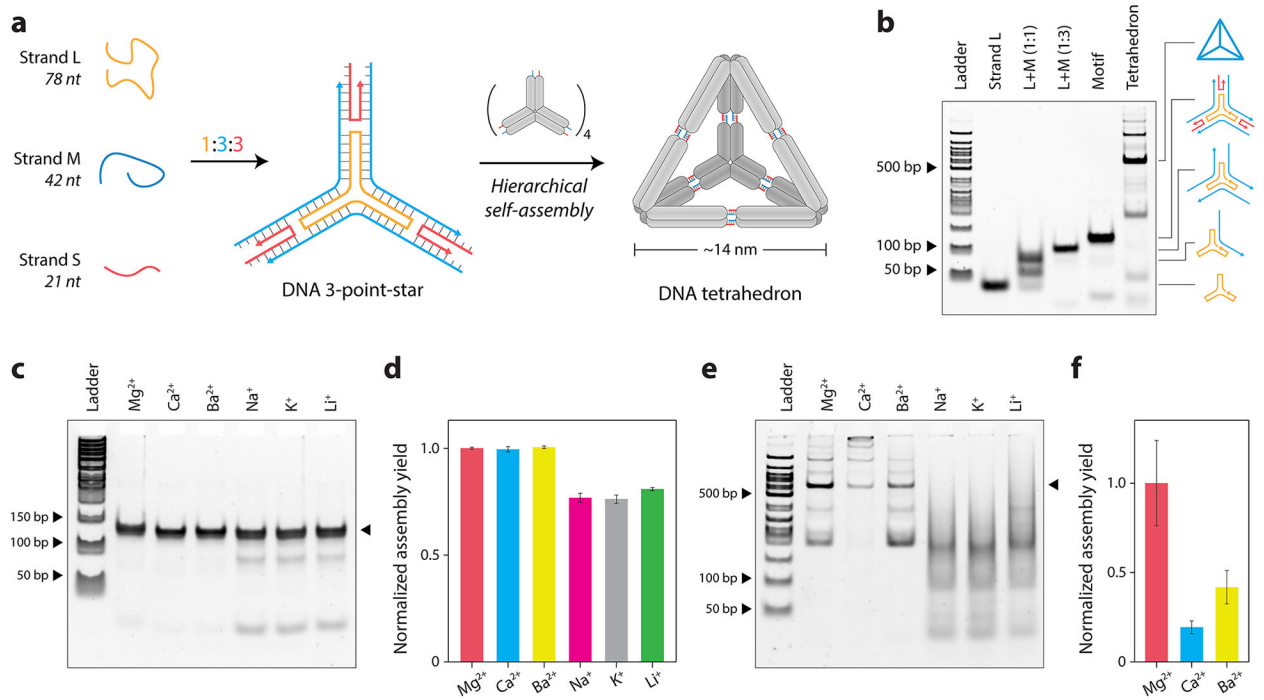 a
Strand L
78 nt
Strand M
42 nt
Strand S
21 nt
1:3:3
DNA 3-point-star
4
Hierarchical
self-assembly
~14 nm
DNA tetrahedron
b
Ladder
Strand L
L+M (1:1)
L+M (1:3)
Motif
Tetrahedron
500 bp
100 bp
50 bp
c
Ladder
Mg²⁺
Ca²⁺
Ba²⁺
Na⁺
K⁺
Li⁺
150 bp
100 bp
50 bp
d
Normalized assembly yield
1.0
0.5
0
Mg²⁺
Ca²⁺
Ba²⁺
Na⁺
K⁺
Li⁺
e
Ladder
Mg²⁺
Ca²⁺
Ba²⁺
Na⁺
K⁺
Li⁺
500 bp
100 bp
50 bp
f
Normalized assembly yield
1.0
0.5
0
Mg²⁺
Ca²⁺
Ba²⁺